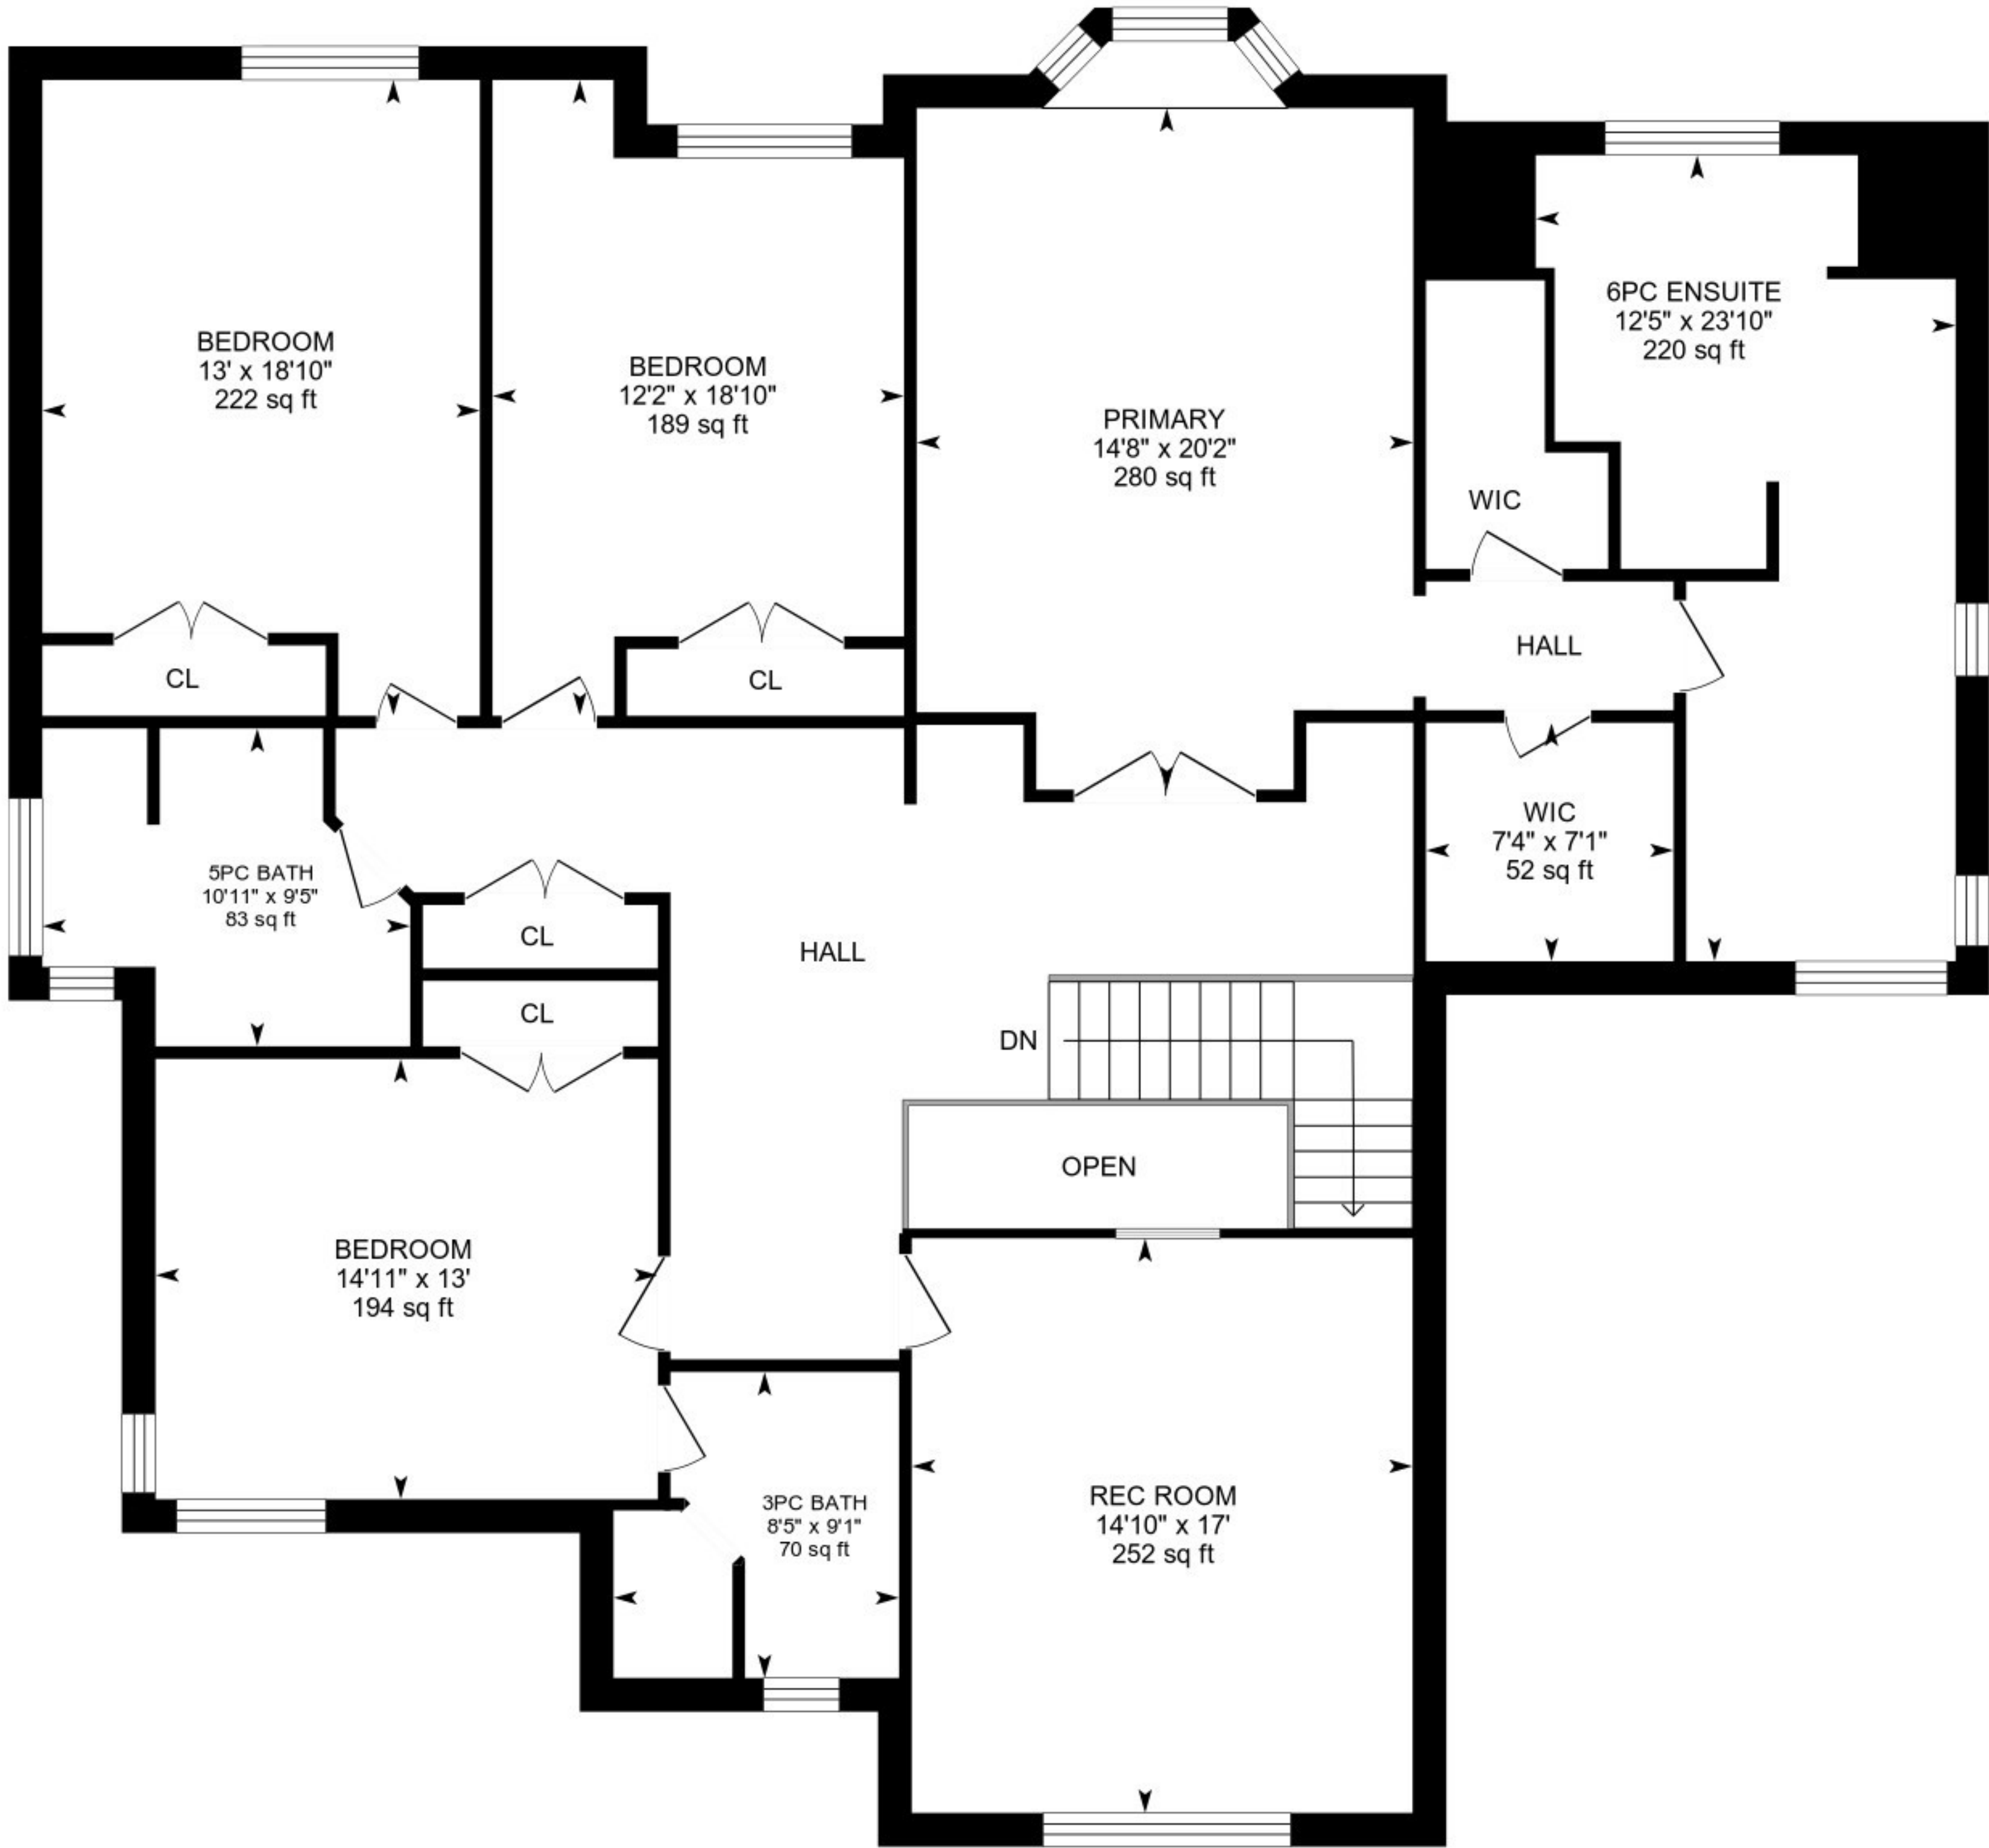 BEDROOM
13' x 18'10"
222 sq ft
BEDROOM
12'2" x 18'10"
189 sq ft
PRIMARY
14'8" x 20'2"
280 sq ft
6PC ENSUITE
12'5" x 23'10"
220 sq ft
WIC
HALL
CL
CL
WIC
7'4" x 7'1"
52 sq ft
5PC BATH
10'11" x 9'5"
83 sq ft
CL
HALL
CL
DN
OPEN
BEDROOM
14'11" x 13'
194 sq ft
3PC BATH
8'5" x 9'1"
70 sq ft
REC ROOM
14'10" x 17'
252 sq ft